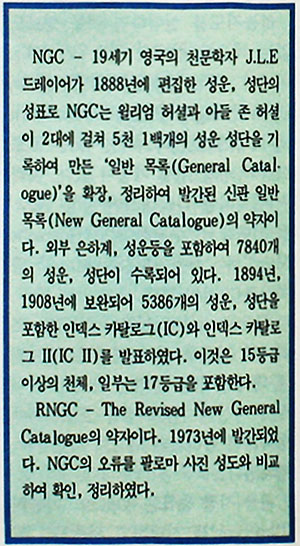 NGC - 19세기 영국의 천문학자 J.L.E
드레이어가 1888년에 편집한 성운, 성단의
성표로 NGC는 윌리엄 허셜과 아들 존 허셜
이 2대에 걸쳐 5천 1백개의 성운 성단을 기
록하여 만든 ‘일반 목록(General Catal-
ogue)’을 확장, 정리하여 발간된 신판 일반
목록(New General Catalogue)의 약자이
다. 외부 은하계, 성운등을 포함하여 7840개
의 성운, 성단이 수록되어 있다. 1894년,
1908년에 보완되어 5386개의 성운, 성단을
포함한 인덱스 카탈로그(IC)와 인덱스 카탈로
그 II(IC II)를 발표하였다. 이것은 15등급
이상의 천체, 일부는 17등급을 포함한다.
RNGC - The Revised New General
Catalogue의 약자이다. 1973년에 발간되었
다. NGC의 오류를 팔로마 사진 성도와 비교
하여 확인, 정리하였다.